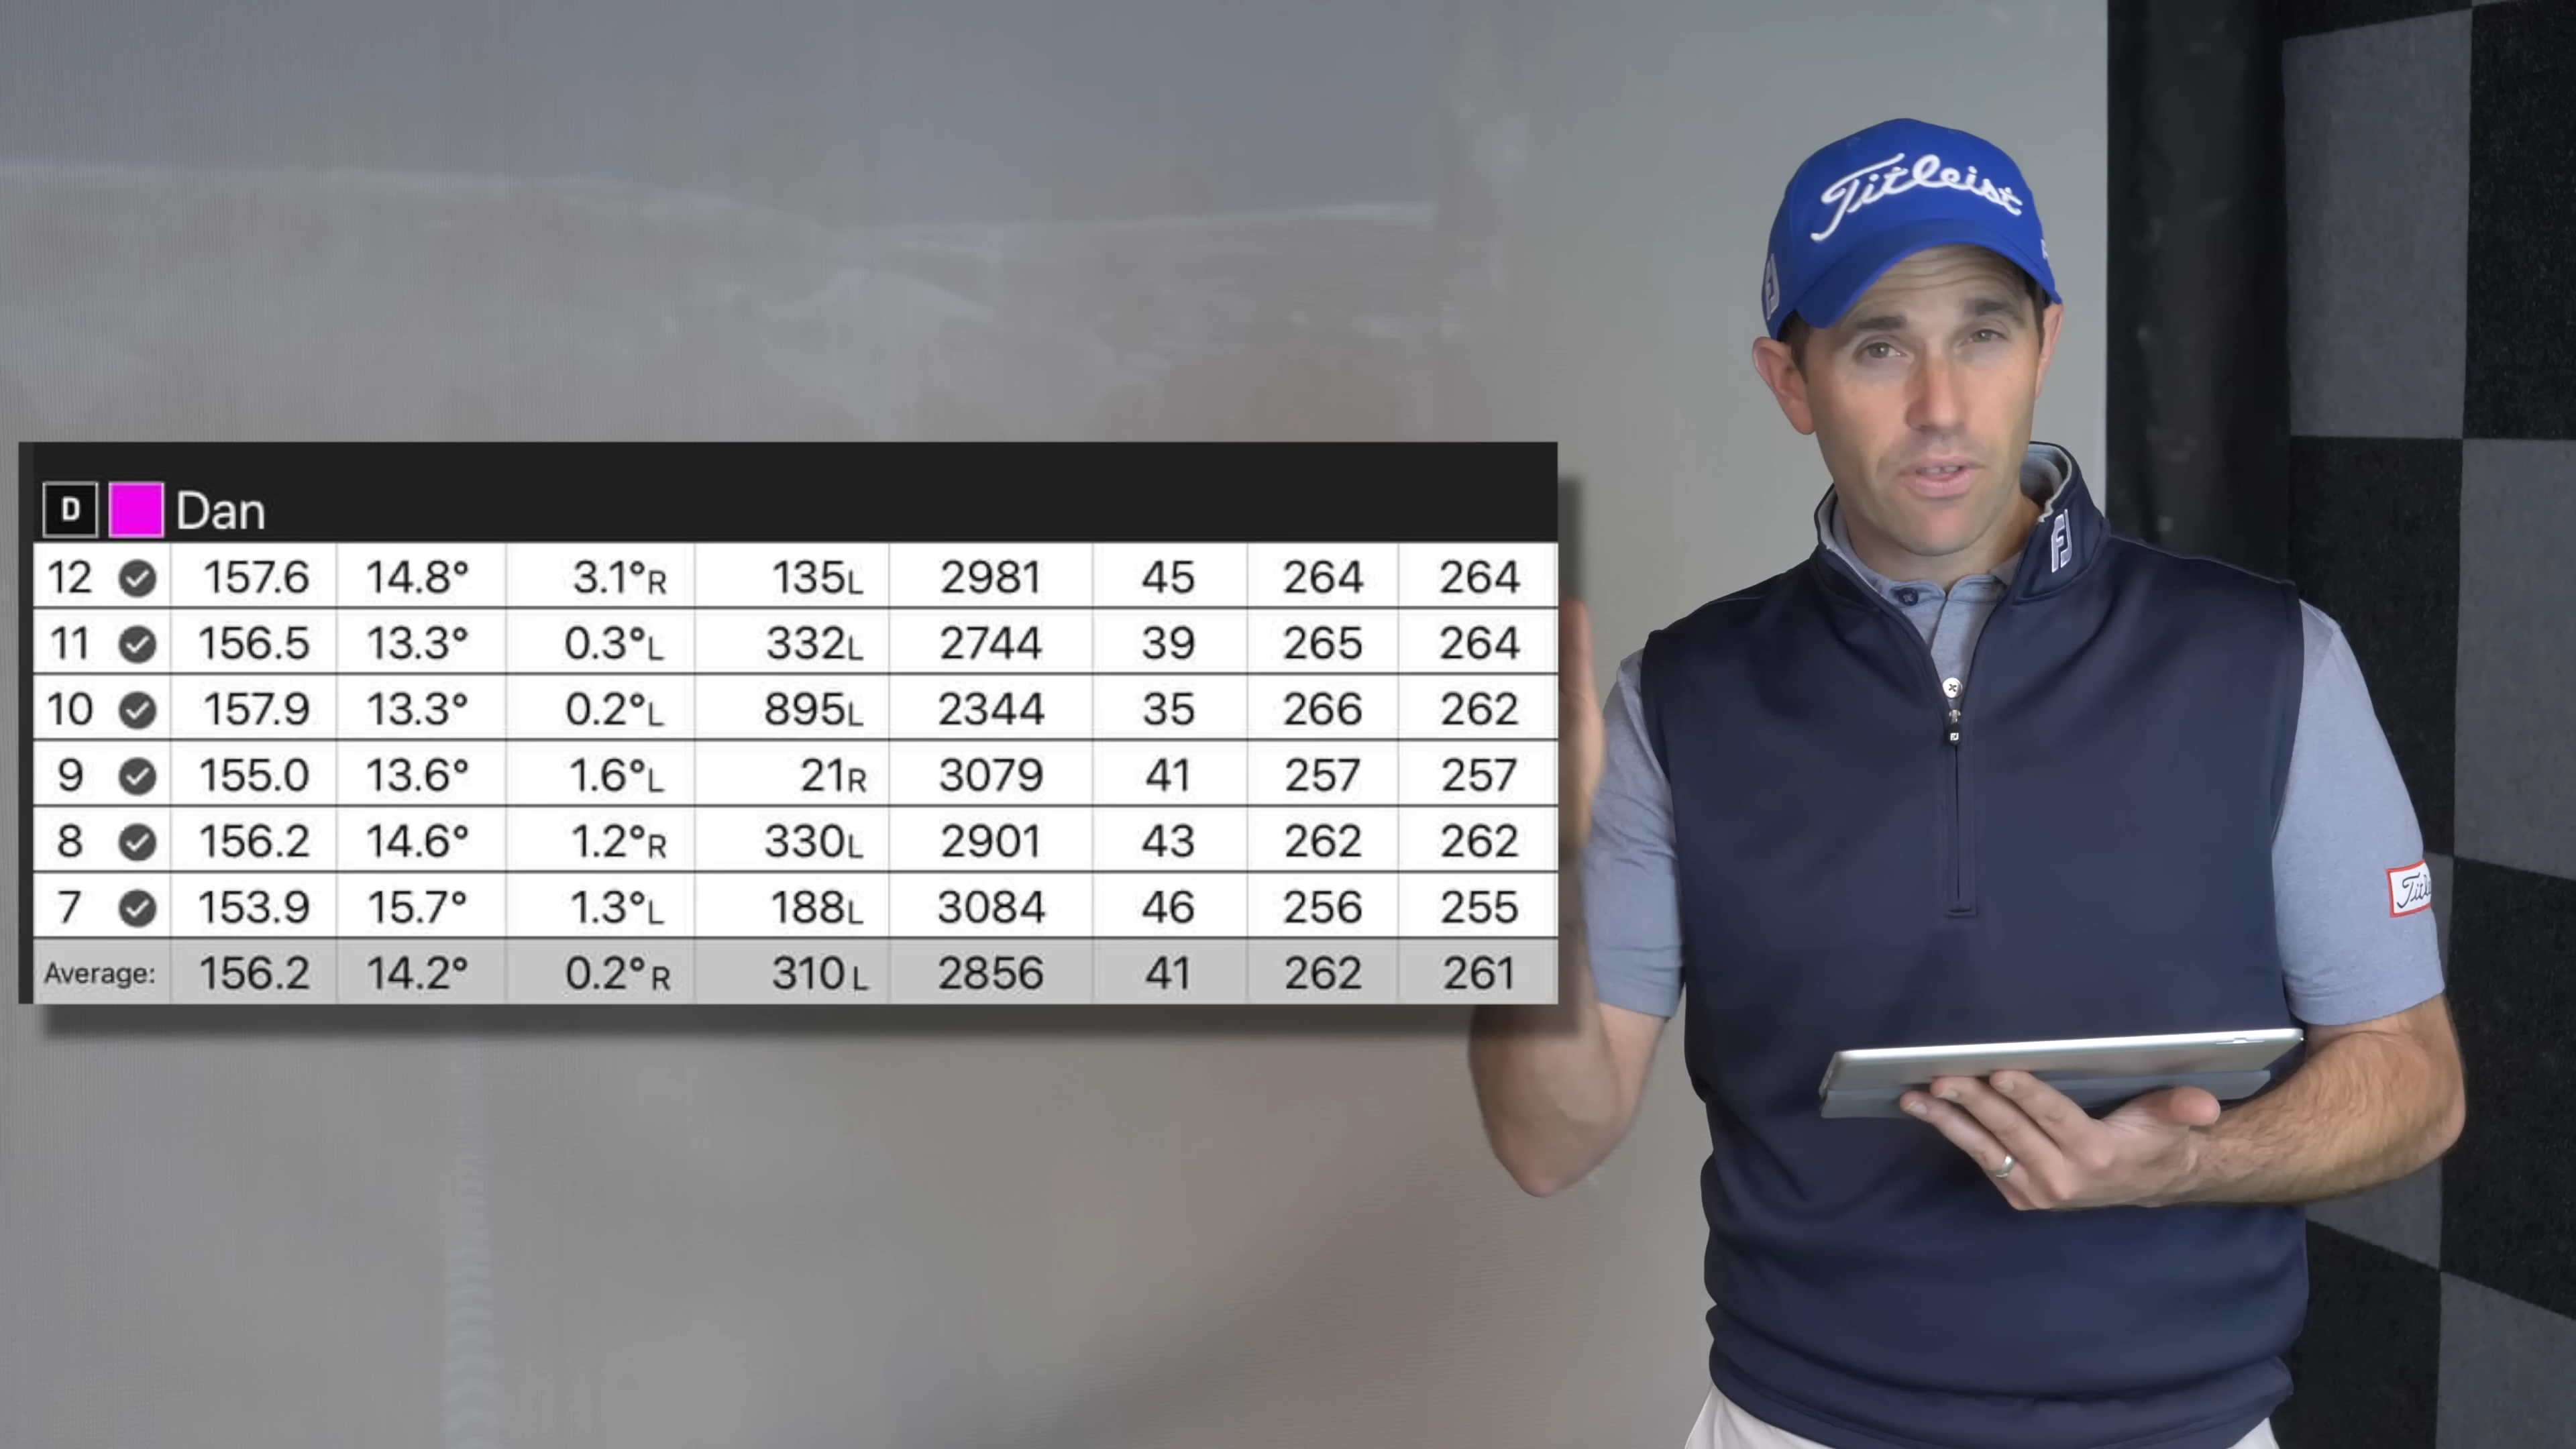 Titleist
FJ
D Dan
12 157.6 14.8° 3.1°R 135L 2981 45 264 264
11 156.5 13.3° 0.3°L 332L 2744 39 265 264
10 157.9 13.3° 0.2°L 895L 2344 35 266 262
9 155.0 13.6° 1.6°L 21R 3079 41 257 257
8 156.2 14.6° 1.2°R 330L 2901 43 262 262
7 153.9 15.7° 1.3°L 188L 3084 46 256 255
Average: 156.2 14.2° 0.2°R 310L 2856 41 262 261